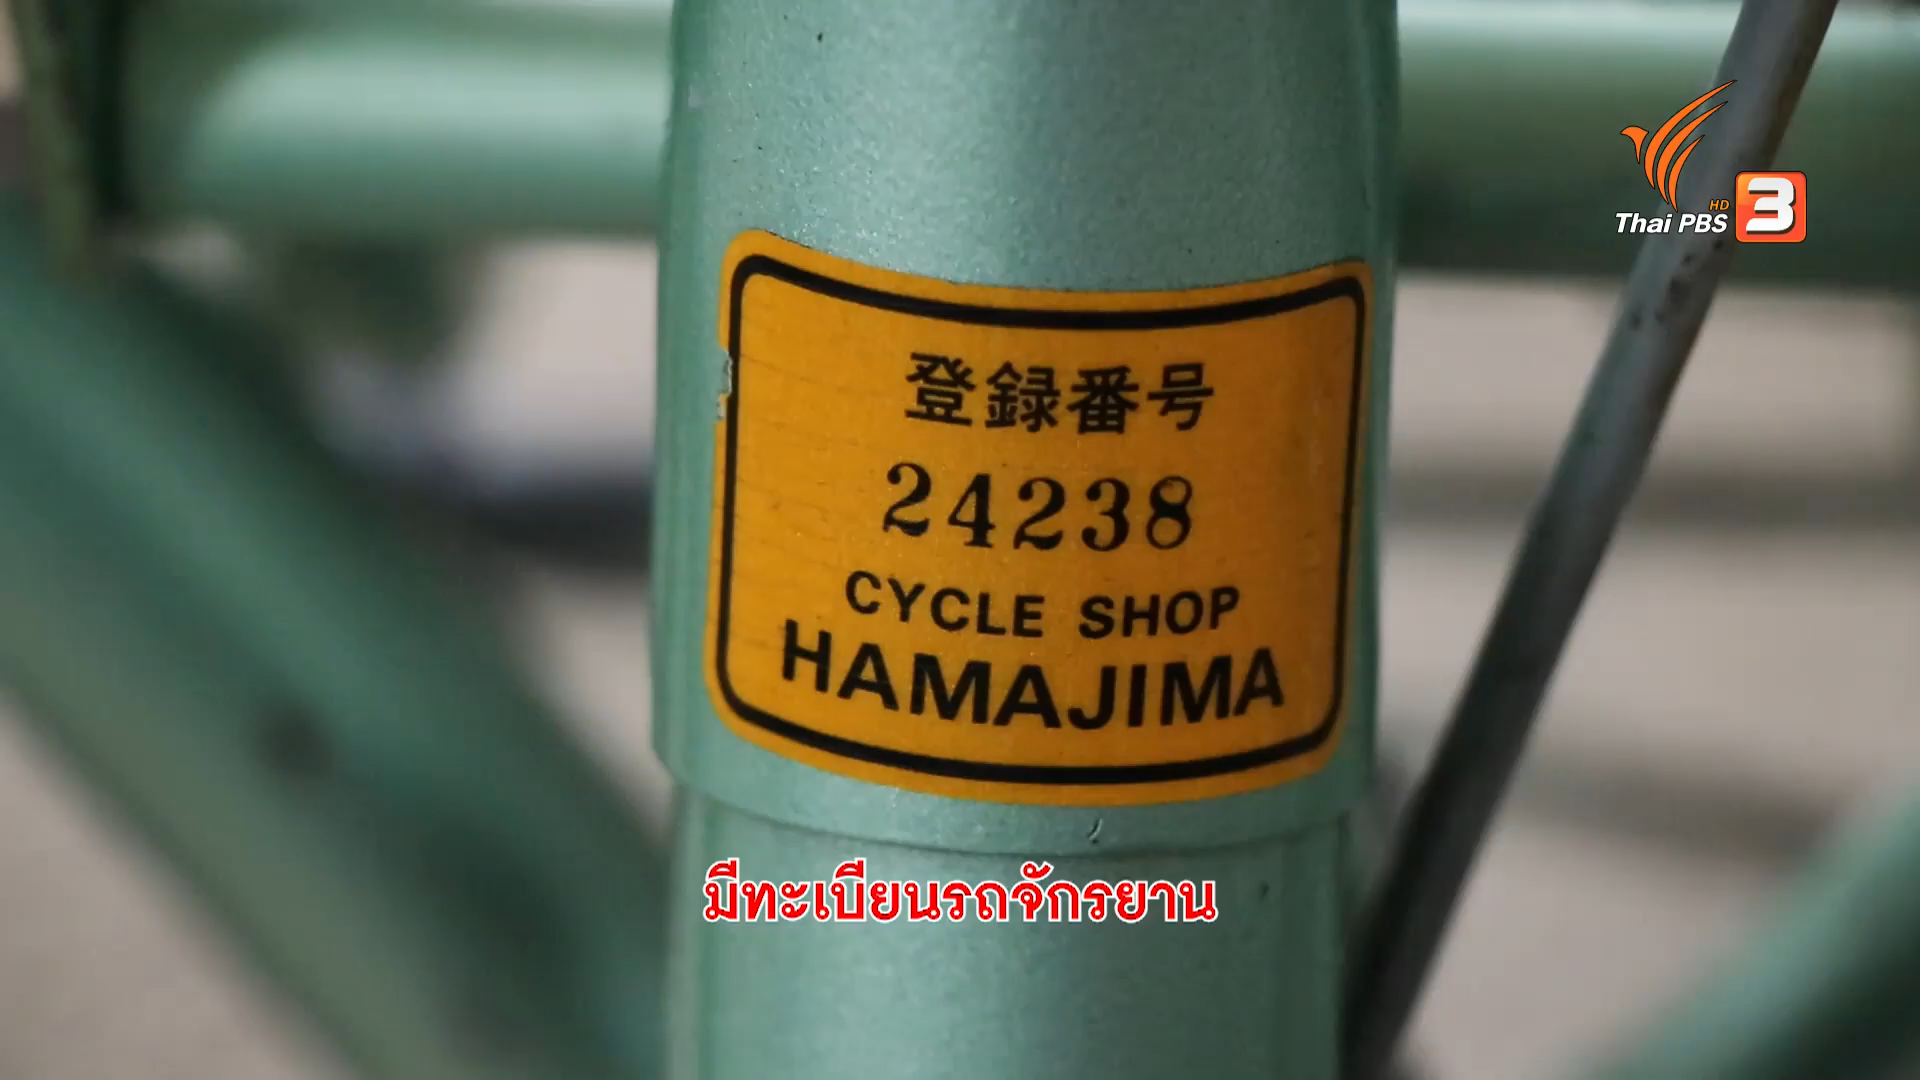 HD
Thai PBS 3
登録番号
24238
CYCLE SHOP
HAMAJIMA
มีทะเบียนรถจักรยาน